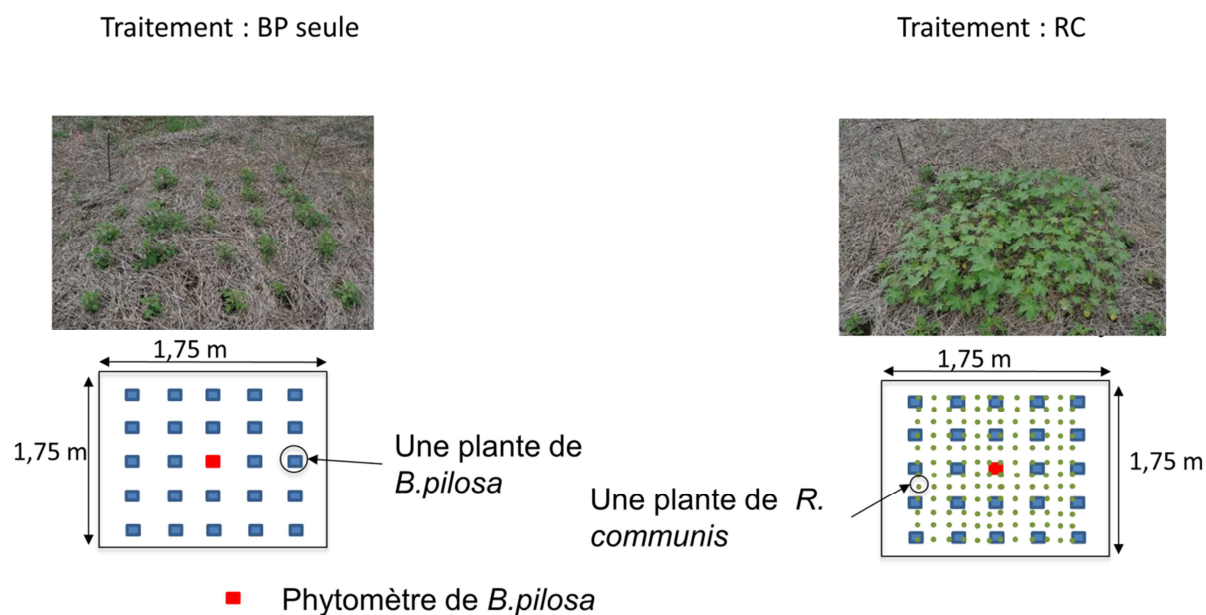 Traitement : BP seule
Traitement : RC
1,75 m
1,75 m
Une plante de
B.pilosa
1,75 m
1,75 m
Une plante de R.
communis
Phytomètre de B.pilosa